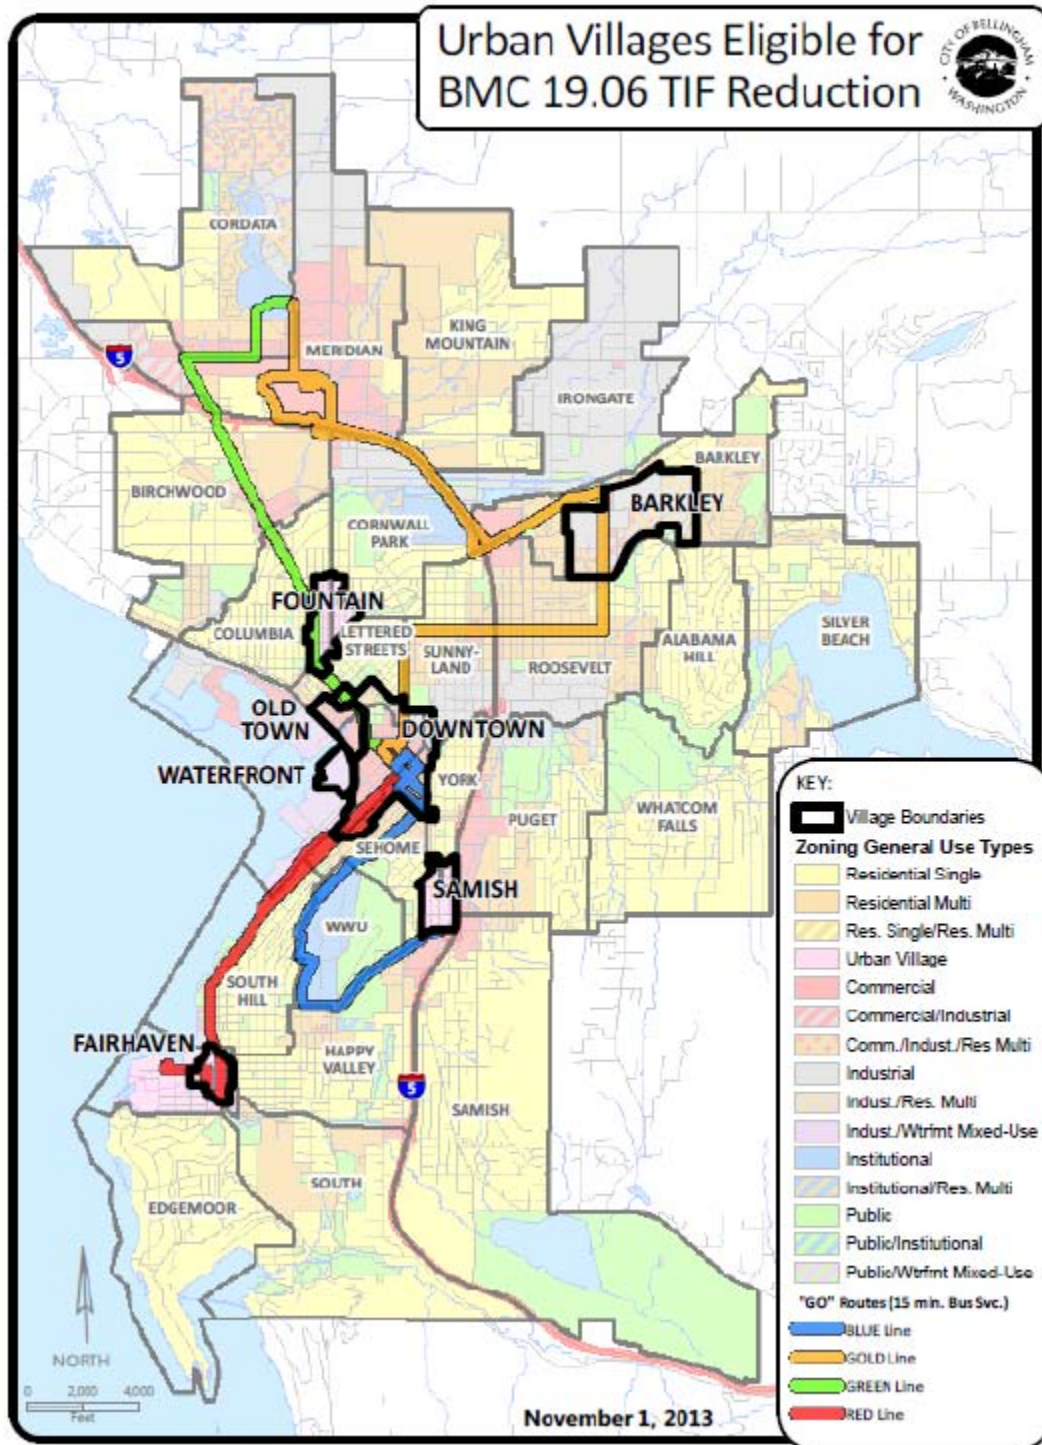 Urban Villages Eligible for
BMC 19.06 TIF Reduction
CITY OF BELLINGHAM
WASHINGTON
CORDATA
KING
MOUNTAIN
MERIDIAN
5
IRONGATE
BARKLEY
BIRCHWOOD
BARKLEY
CORNWALL
PARK
FOUNTAIN
COLUMBIA
LETTERED
STREETS
SUNNY-
LAND
ROOSEVELT
ALABAMA
HILL
SILVER
BEACH
OLD
TOWN
DOWNTOWN
WATERFRONT
YORK
PUGET
WHATCOM
FALLS
SEHOME
SAMISH
WWU
SOUTH
HILL
FAIRHAVEN
HAPPY
VALLEY
5
SAMISH
SOUTH
EDGEMOOR
NORTH
0 2,000 4,000
Feet
November 1, 2013
KEY:
Village Boundaries
Zoning General Use Types
Residential Single
Residential Multi
Res. Single/Res. Multi
Urban Village
Commercial
Commercial/Industrial
Comm./Indust./Res Multi
Industrial
Indust./Res. Multi
Indust./Wtrfrnt Mixed-Use
Institutional
Institutional/Res. Multi
Public
Public/Institutional
Public/Wtrfrnt Mixed-Use
"GO" Routes (15 min. Bus Svc.)
BLUE Line
GOLD Line
GREEN Line
RED Line